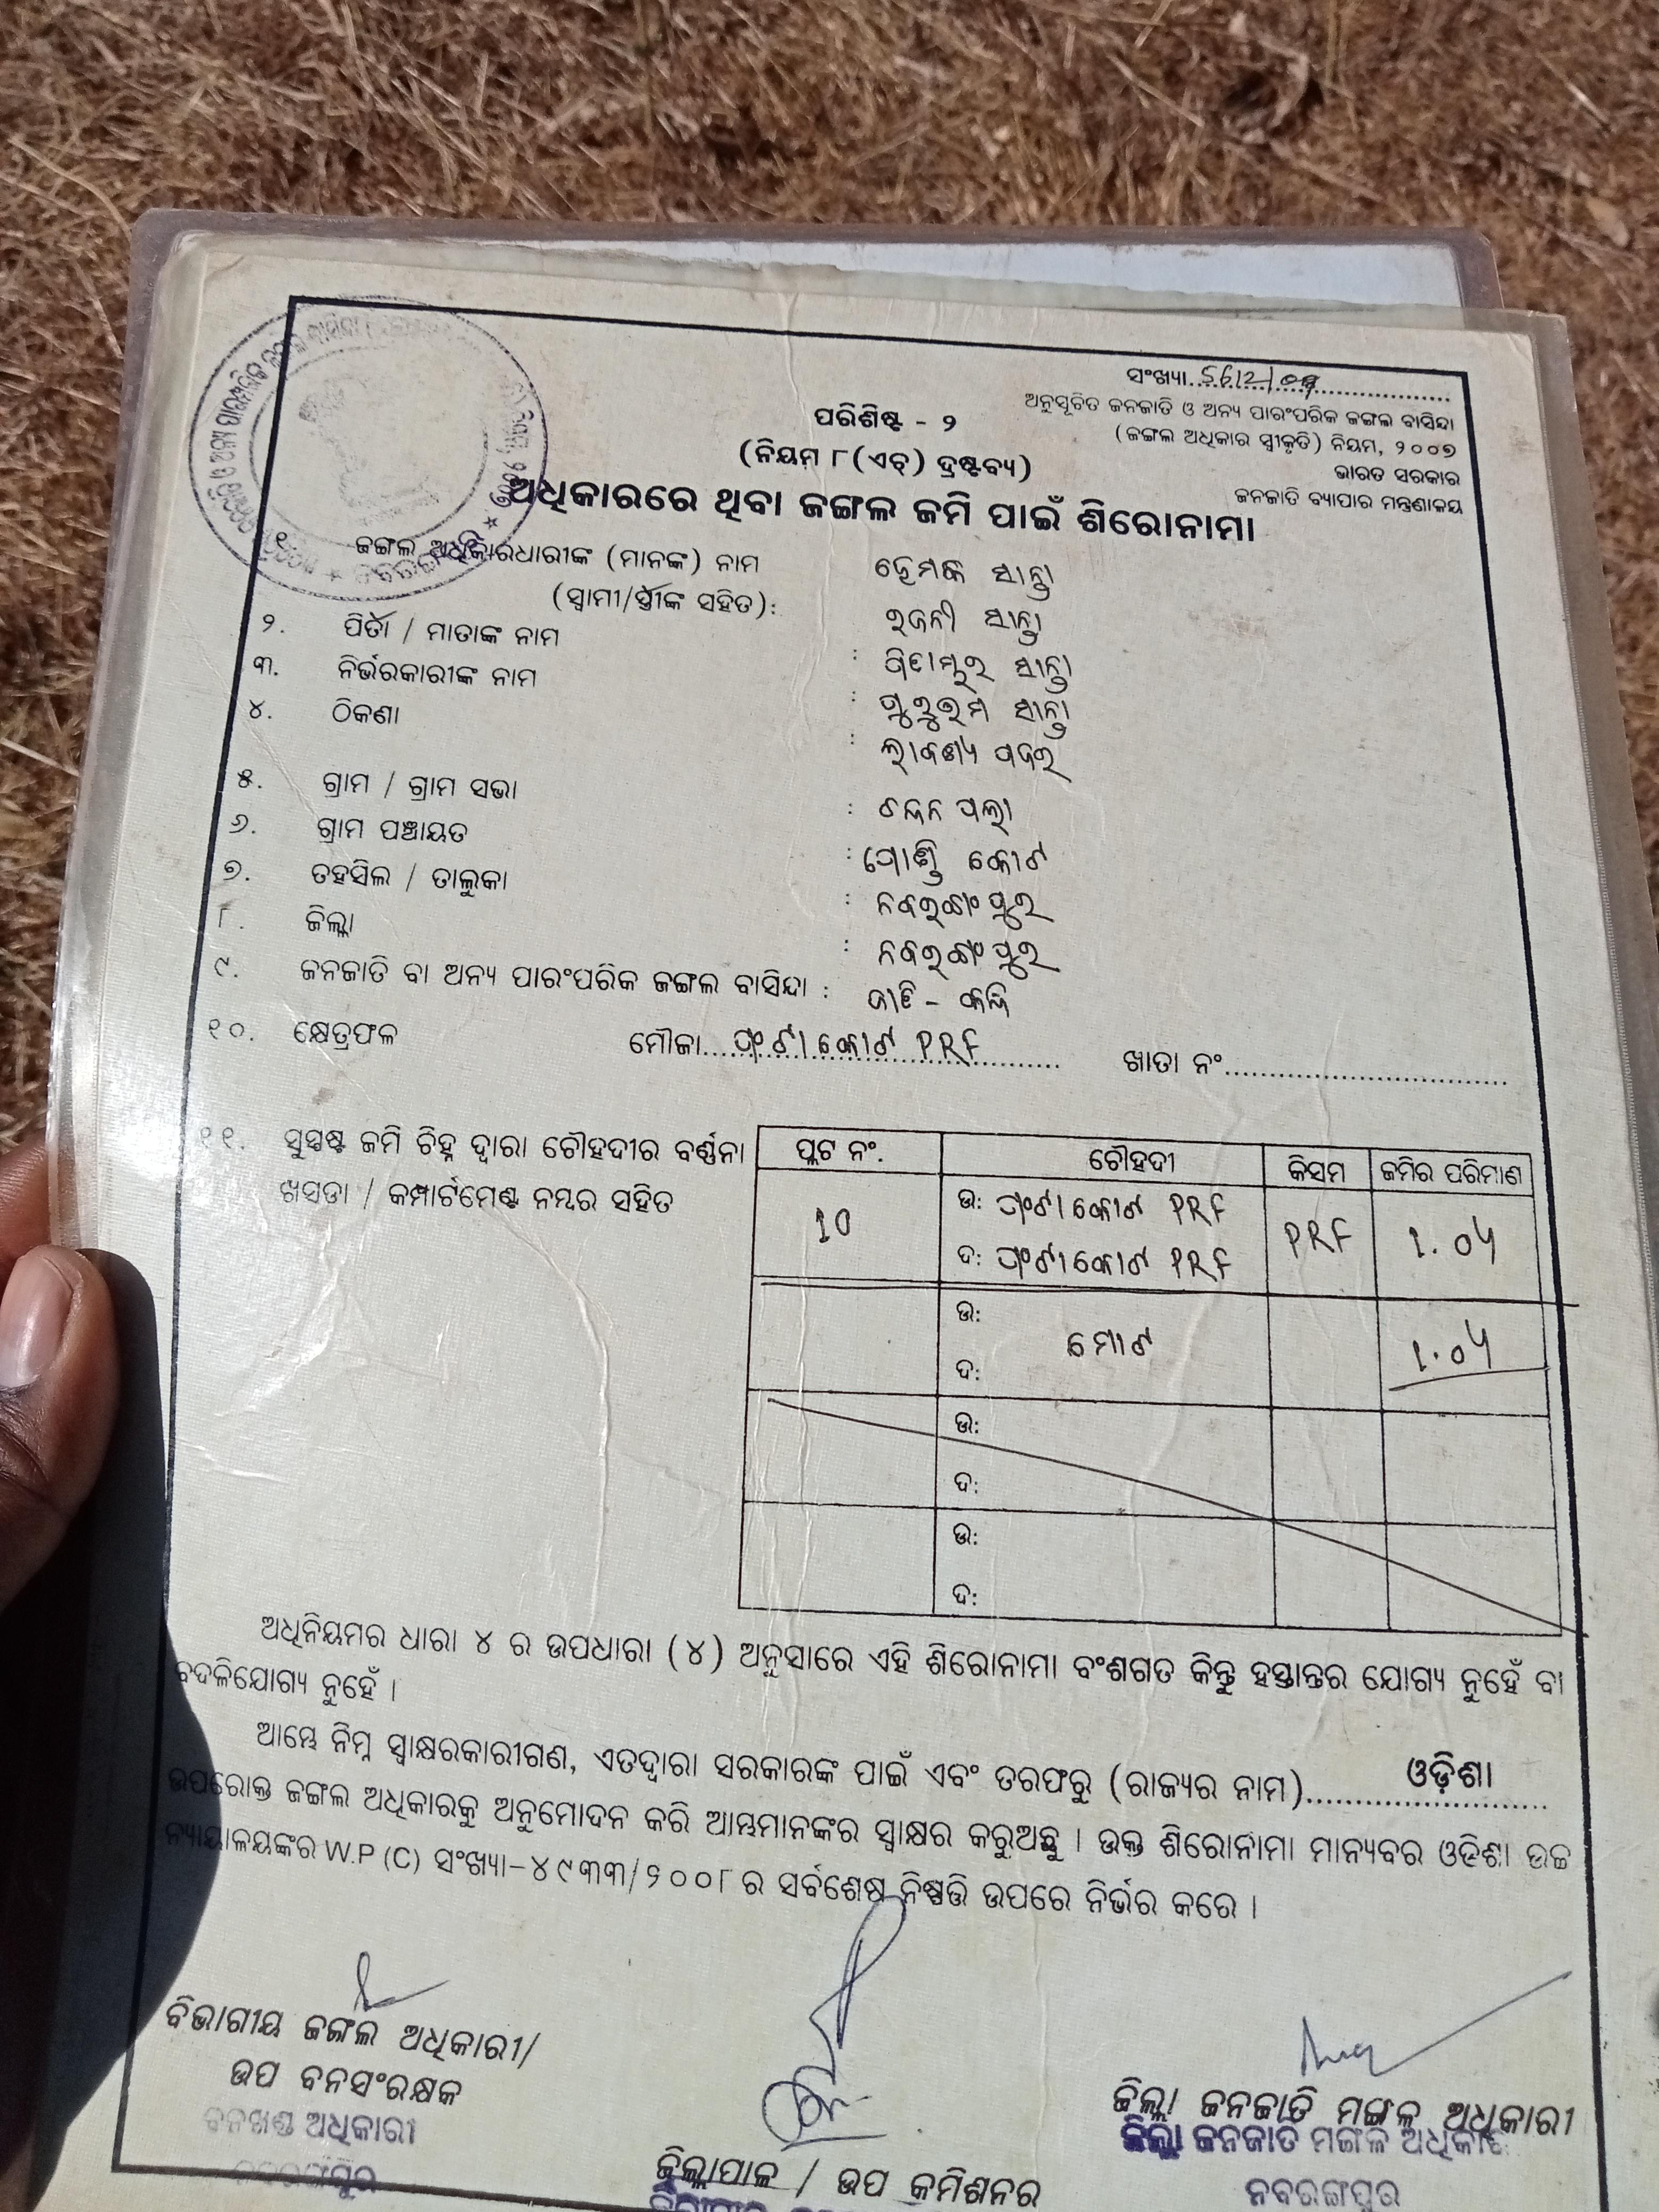 ସଂଖ୍ୟା
ଅନୁସୂଚିତ ଜନଜାତି ଓ ଅନ୍ୟ ପାରଂପରିକ ଜଙ୍ଗଲ ବାସିନ୍ଦା
(ଜଙ୍ଗଲ ଅଧିକାର ସ୍ୱୀକୃତି) ନିୟମ, ୨୦୦୭
ଭାରତ ସରକାର
ଜନଜାତି ବ୍ୟାପାର ମନ୍ତ୍ରଣାଳୟ
ପରିଶିଷ୍ଟ - ୨
(ନିୟମ ୮(ଏଚ୍) ଦ୍ରଷ୍ଟବ୍ୟ)
ଅଧିକାରରେ ଥିବା ଜଙ୍ଗଲ ଜମି ପାଇଁ ଶିରୋନାମା
୧. ଜଙ୍ଗଲ ଅଧିକାରଧାରୀଙ୍କ (ମାନଙ୍କ) ନାମ ହେମକ ସାନ୍ତା
(ସ୍ୱାମୀ/ସ୍ତ୍ରୀଙ୍କ ସହିତ): ରଜନୀ ସାନ୍ତା
୨. ପିତା / ମାତାଙ୍କ ନାମ : ପିତାମ୍ବର ସାନ୍ତା
୩. ନିର୍ଭରକାରୀଙ୍କ ନାମ : ସାନ୍ତା
୪. ଠିକଣା :
୫. ଗ୍ରାମ / ଗ୍ରାମ ସଭା :
୬. ଗ୍ରାମ ପଞ୍ଚାୟତ : କୋଟ
୭. ତହସିଲ / ତାଲୁକା : ନବରଙ୍ଗପୁର
୮. ଜିଲ୍ଲା : ନବରଙ୍ଗପୁର
୯. ଜନଜାତି ବା ଅନ୍ୟ ପାରଂପରିକ ଜଙ୍ଗଲ ବାସିନ୍ଦା : ଜାତି -
୧୦. କ୍ଷେତ୍ରଫଳ ମୌଜା PRF ଖାତା ନଂ
୧୧. ସୁସ୍ପଷ୍ଟ ଜମି ଚିହ୍ନ ଦ୍ୱାରା ଚୌହଦୀର ବର୍ଣ୍ଣନା
ଖସଡା / କମ୍ପାର୍ଟମେଣ୍ଟ ନମ୍ବର ସହିତ
ପ୍ଲଟ ନଂ. ଚୌହଦୀ କିସମ ଜମିର ପରିମାଣ
10 ଉ: PRF PRF
ଦ: PRF
ଉ: ମୋଟ
ଦ:
ଉ:
ଦ:
ଉ:
ଦ:
ଅଧିନିୟମର ଧାରା ୪ ର ଉପଧାରା (୪) ଅନୁସାରେ ଏହି ଶିରୋନାମା ବଂଶଗତ କିନ୍ତୁ ହସ୍ତାନ୍ତର ଯୋଗ୍ୟ ନୁହେଁ ବା
ବଦଳିଯୋଗ୍ୟ ନୁହେଁ ।
ଆମ୍ଭେ ନିମ୍ନ ସ୍ୱାକ୍ଷରକାରୀଗଣ, ଏତଦ୍ୱାରା ସରକାରଙ୍କ ପାଇଁ ଏବଂ ତରଫରୁ (ରାଜ୍ୟର ନାମ) ଓଡ଼ିଶା
ଉପରୋକ୍ତ ଜଙ୍ଗଲ ଅଧିକାରକୁ ଅନୁମୋଦନ କରି ଆମ୍ଭମାନଙ୍କର ସ୍ୱାକ୍ଷର କରୁଅଛୁ । ଉକ୍ତ ଶିରୋନାମା ମାନ୍ୟବର ଓଡିଶା ଉଚ୍ଚ
ନ୍ୟାୟାଳୟଙ୍କର W.P (C) ସଂଖ୍ୟା-୪୯୩୩/୨୦୦୮ ର ସର୍ବଶେଷ ନିଷ୍ପତ୍ତି ଉପରେ ନିର୍ଭର କରେ ।
ବିଭାଗୀୟ ଜଙ୍ଗଲ ଅଧିକାରୀ/
ଉପ ବନସଂରକ୍ଷକ
ବନଖଣ୍ଡ ଅଧିକାରୀ
ଜିଲ୍ଲାପାଳ / ଉପ କମିଶନର
ଜିଲ୍ଲା ଜନଜାତି ମଙ୍ଗଳ ଅଧିକାରୀ
ଜିଲ୍ଲା ଜନଜାତି ମଙ୍ଗଳ ଅଧିକାରୀ
ନବରଙ୍ଗପୁର